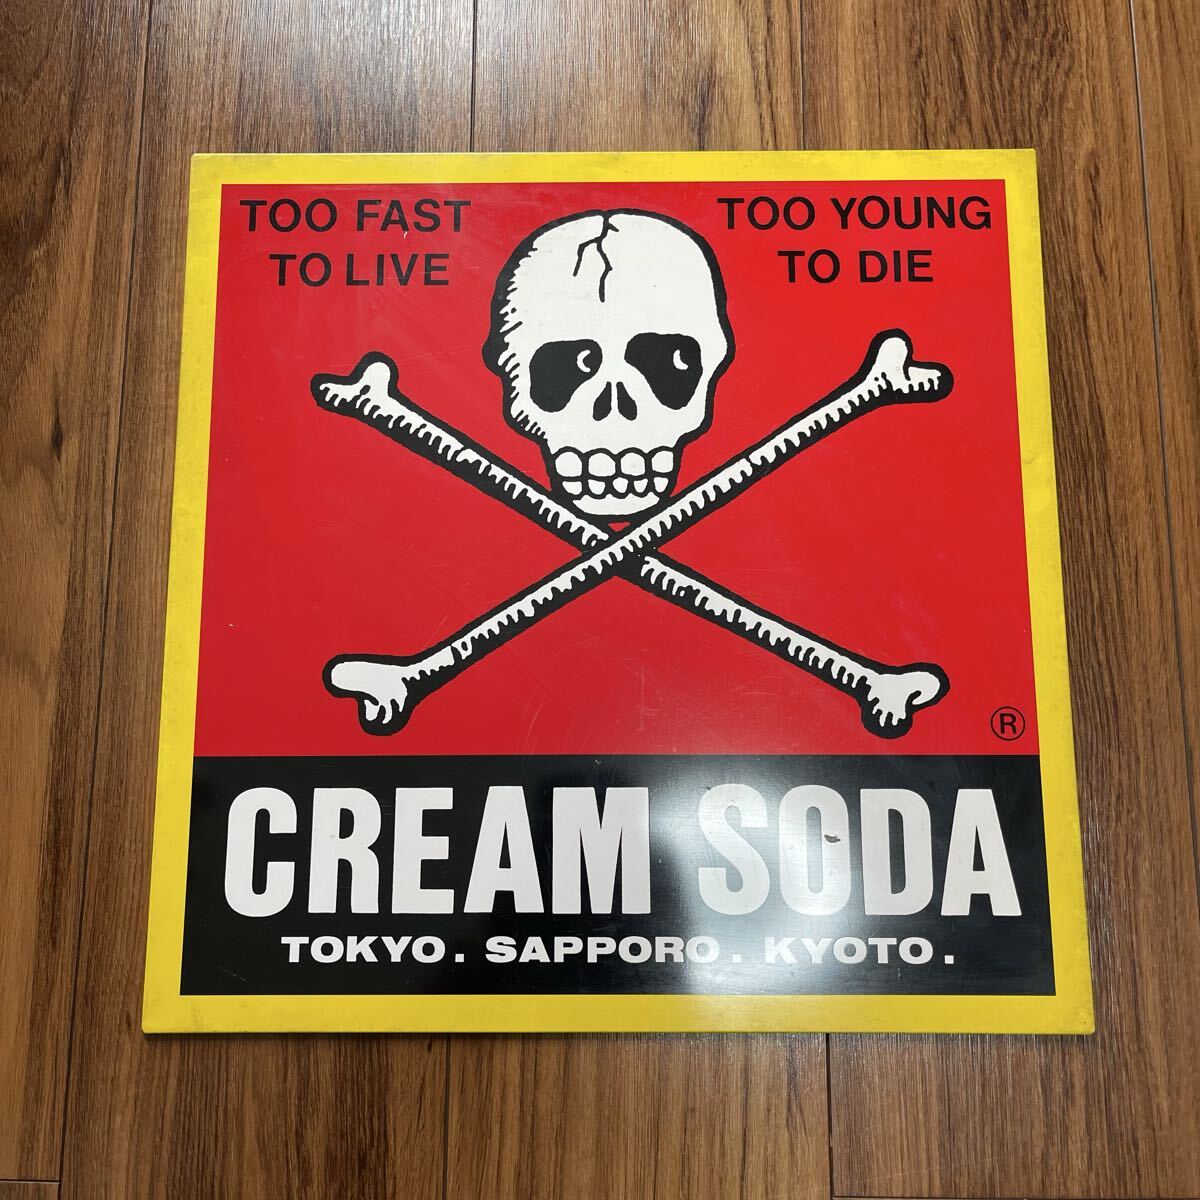 TOO FAST
TO LIVE
TOO YOUNG
TO DIE
®
CREAM SODA
TOKYO. SAPPORO. KYOTO.